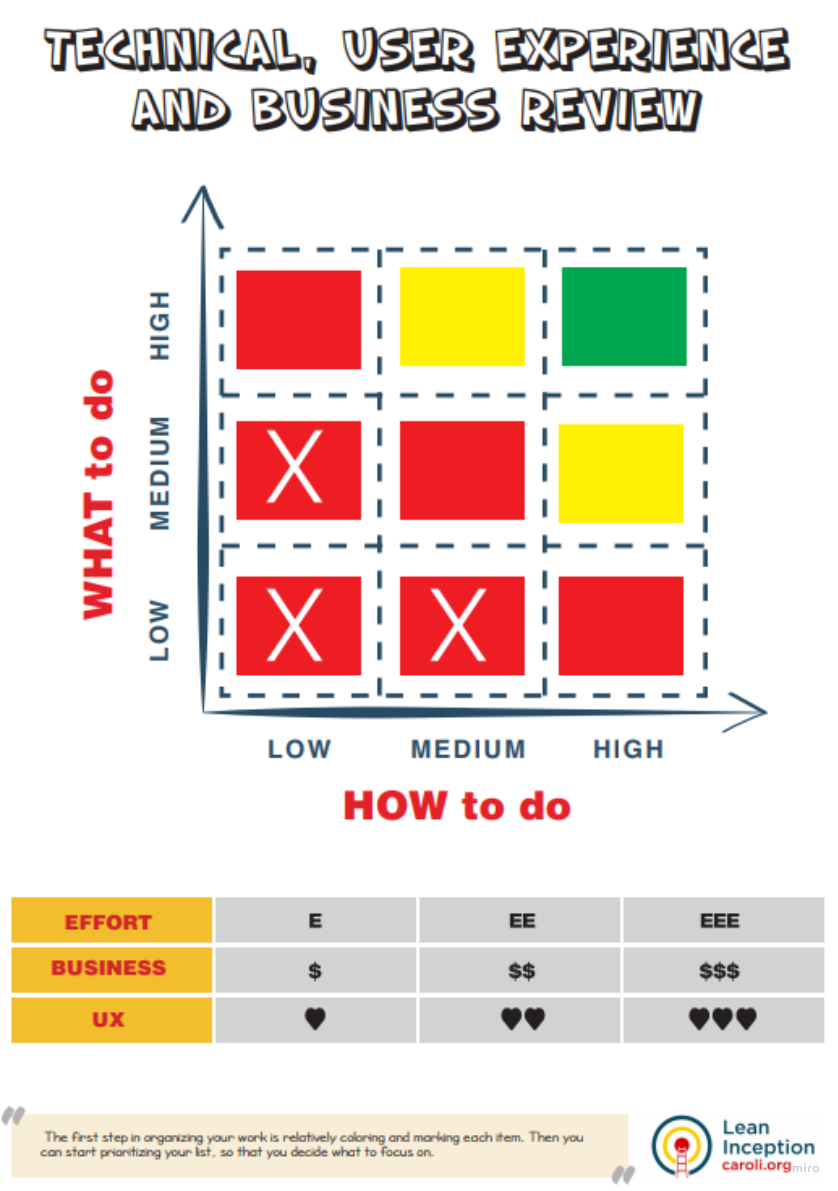 TECHNICAL, USER EXPERIENCE
AND BUSINESS REVIEW
WHAT to do
HIGH
MEDIUM
LOW
X
X X
LOW MEDIUM HIGH
HOW to do
EFFORT E EE EEE
BUSINESS $ $$ $$$
UX ♥ ♥♥ ♥♥♥
"
The first step in organizing your work is relatively coloring and marking each item. Then you
can start prioritizing your list, so that you decide what to focus on.
"
Lean
Inception
caroli.org
miro